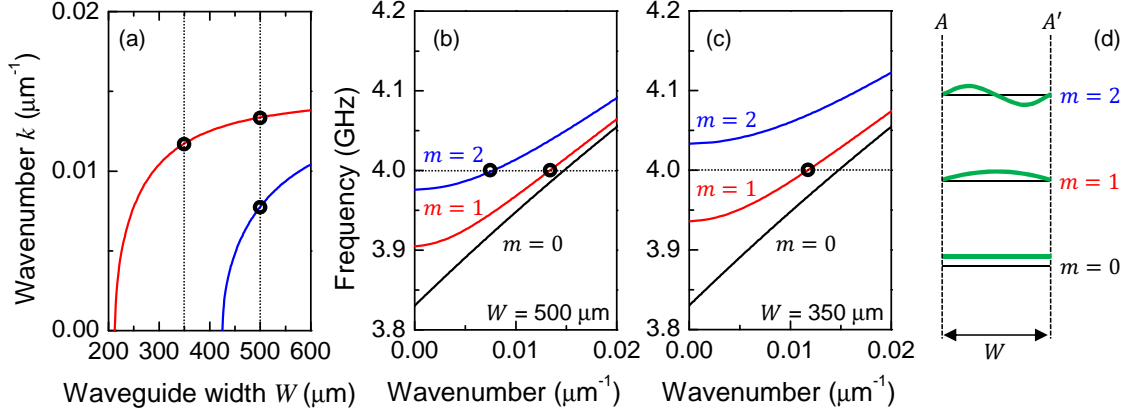 (a)
0.02
0.01
0.00
Wavenumber k (μm⁻¹)
200 300 400 500 600
Waveguide width W (μm)
(b)
4.2
4.1
4.0
3.9
3.8
Frequency (GHz)
m = 2
m = 1
m = 0
W = 500 μm
0.00 0.01 0.02
Wavenumber (μm⁻¹)
(c)
4.2
4.1
4.0
3.9
3.8
m = 2
m = 1
m = 0
W = 350 μm
0.00 0.01 0.02
Wavenumber (μm⁻¹)
A A′ (d)
m = 2
m = 1
m = 0
W